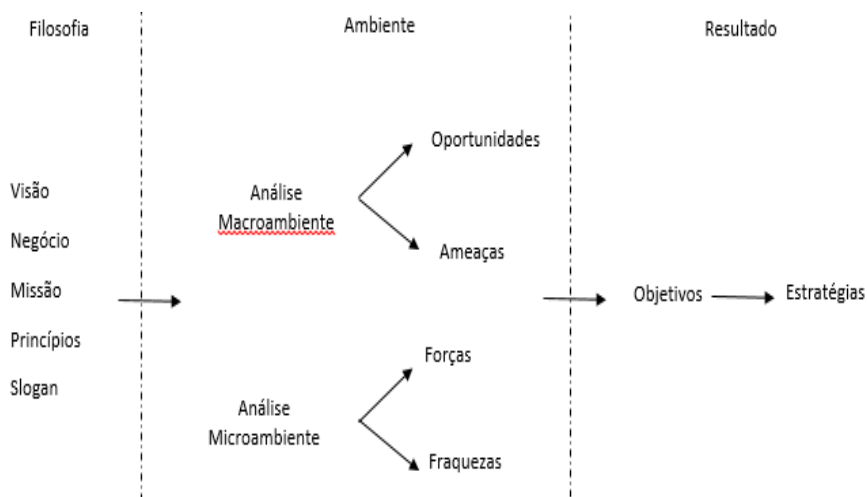 Filosofia
Ambiente
Resultado
Visão
Negócio
Missão
Princípios
Slogan
Análise
Macroambiente
Oportunidades
Ameaças
Análise
Microambiente
Forças
Fraquezas
Objetivos
Estratégias